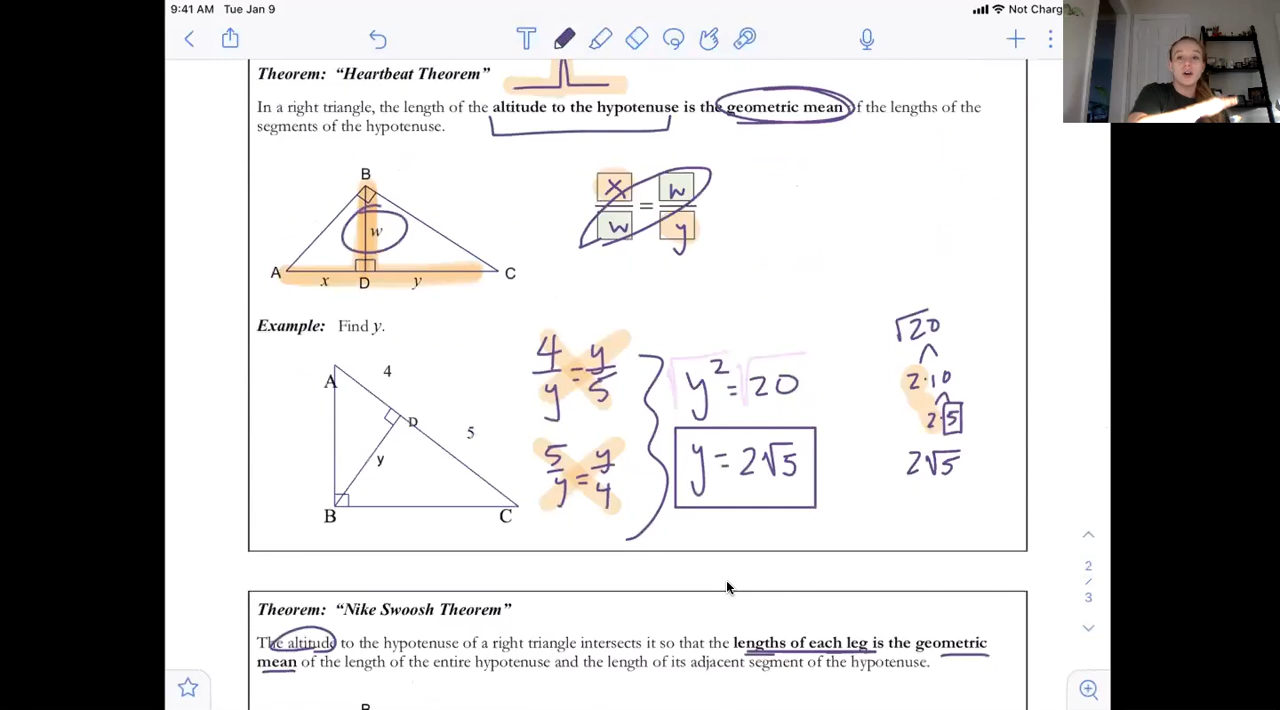 9:41 AM Tue Jan 9
Not Charg
Theorem: “Heartbeat Theorem”
In a right triangle, the length of the altitude to the hypotenuse is the geometric mean of the lengths of the
segments of the hypotenuse.
B
w
A
x
D
y
C
x/w = w/y
Example: Find y.
A
4
D
5
y
B
C
4/y = y/5
5/y = y/4
y² = 20
y = 2√5
√20
2·10
2·5
2√5
2
/
3
Theorem: “Nike Swoosh Theorem”
The altitude to the hypotenuse of a right triangle intersects it so that the lengths of each leg is the geometric
mean of the length of the entire hypotenuse and the length of its adjacent segment of the hypotenuse.
B